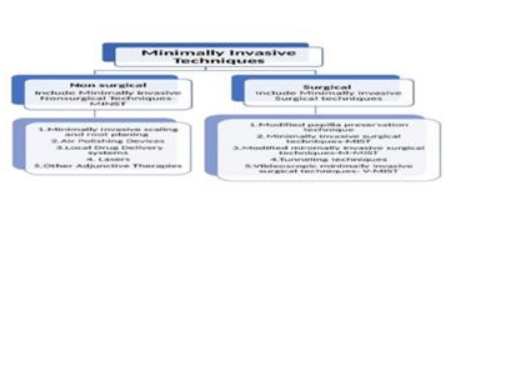 Minimally Invasive
Techniques
Non surgical
Include Minimally Invasive
Nonsurgical Techniques-
MINST
Surgical
Include Minimally Invasive
Surgical techniques
1.Minimally invasive scaling
and root planing
2.Air Polishing Devices
3.Local Drug Delivery
systems
4. Lasers
5.Other Adjunctive Therapies
1.Modified papilla preservation
technique
2.Minimally invasive surgical
techniques-MIST
3.Modified minimally invasive surgical
techniques-M-MIST
4.Tunneling techniques
5.Videoscopic minimally invasive
surgical techniques- V-MIST